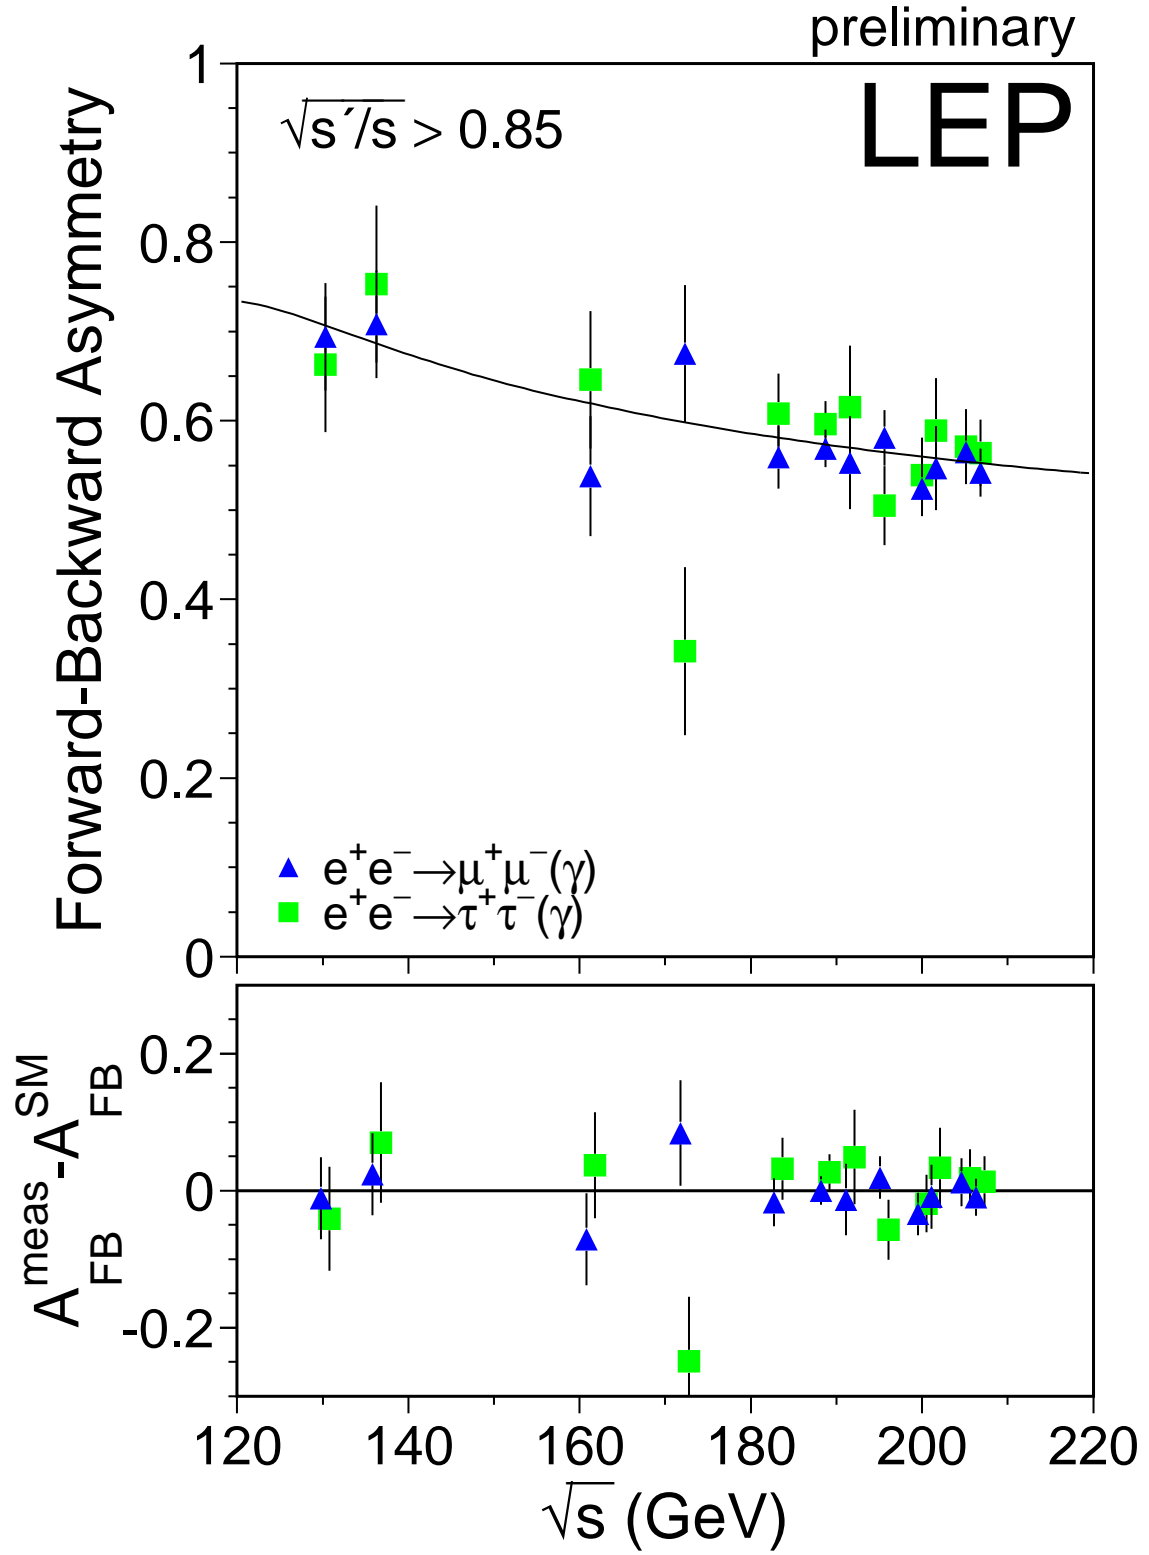 preliminary
LEP
√s´/s > 0.85
Forward-Backward Asymmetry
1
0.8
0.6
0.4
0.2
0
e⁺e⁻→μ⁺μ⁻(γ)
e⁺e⁻→τ⁺τ⁻(γ)
A_FB^meas-A_FB^SM
0.2
0
-0.2
120 140 160 180 200 220
√s (GeV)